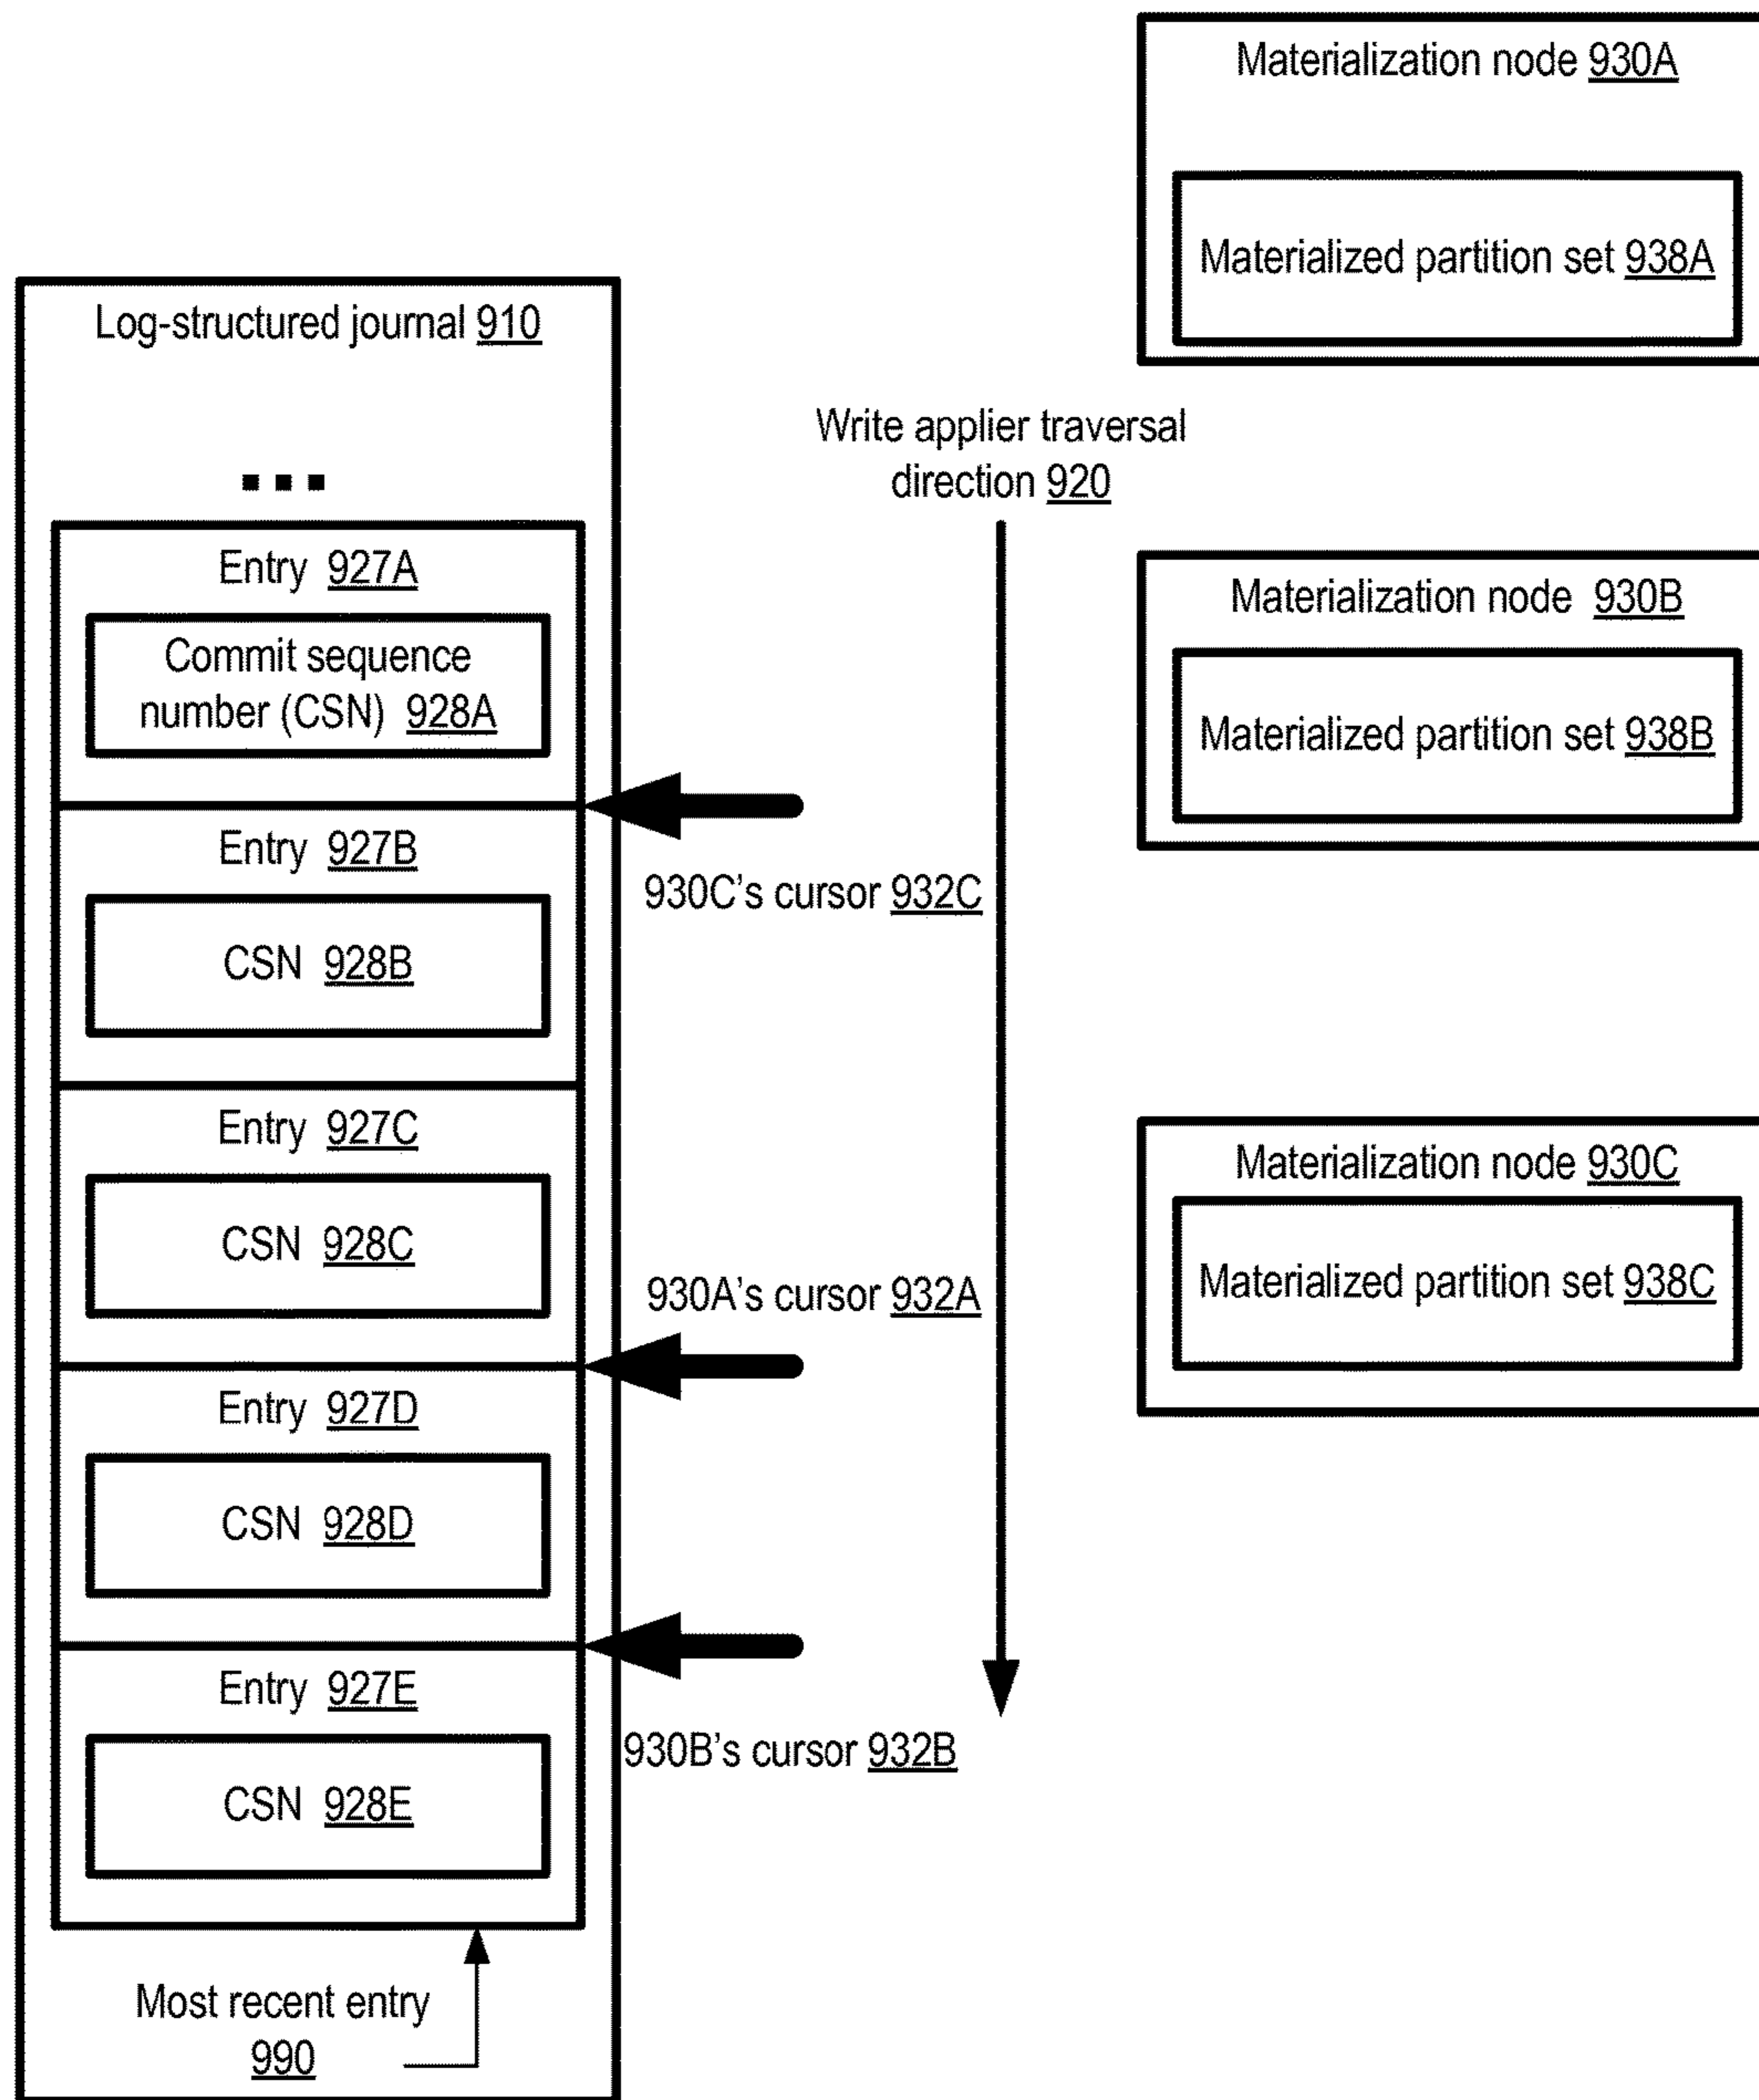 Materialization node 930A
Materialized partition set 938A
Log-structured journal 910
...
Write applier traversal
direction 920
Entry 927A
Commit sequence
number (CSN) 928A
Materialization node 930B
Materialized partition set 938B
Entry 927B
CSN 928B
930C's cursor 932C
Entry 927C
CSN 928C
930A's cursor 932A
Materialization node 930C
Materialized partition set 938C
Entry 927D
CSN 928D
Entry 927E
CSN 928E
930B's cursor 932B
Most recent entry
990